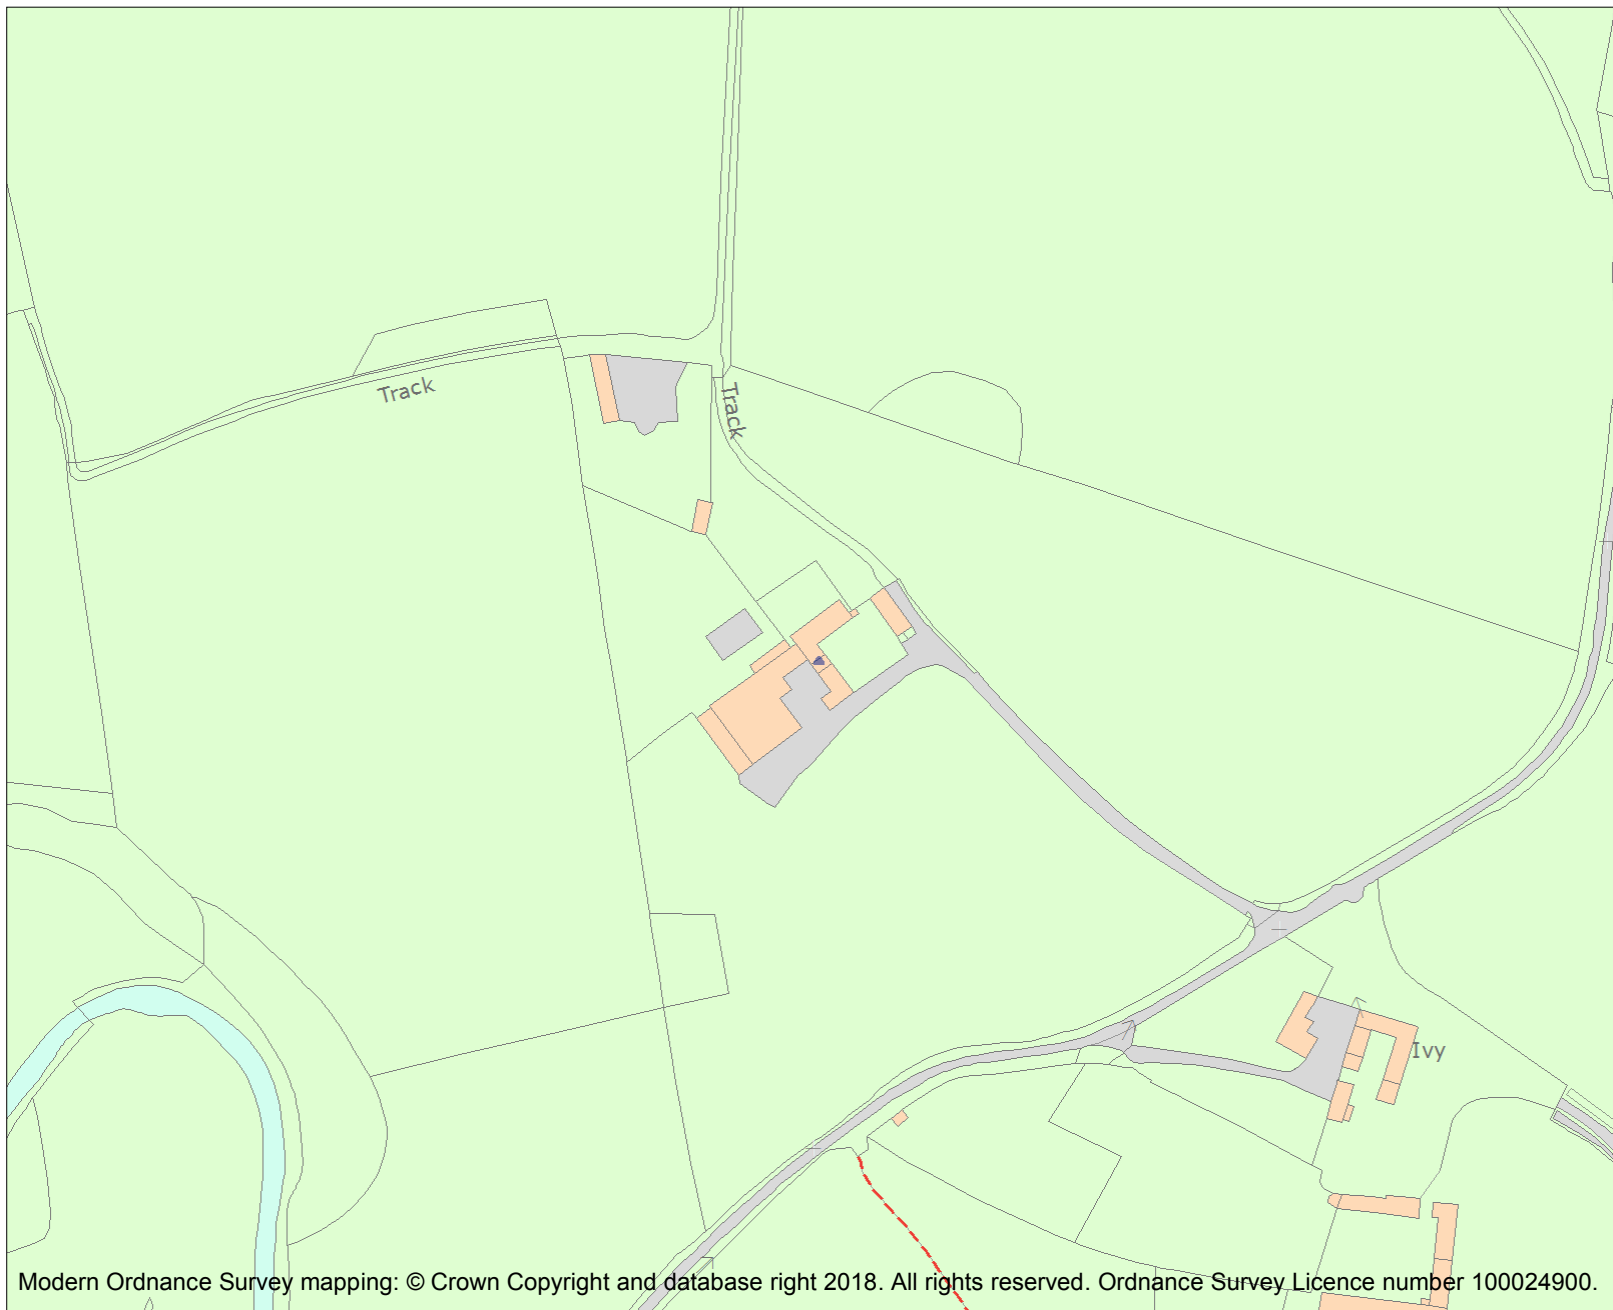 Track
Track
Ivy
Modern Ordnance Survey mapping: © Crown Copyright and database right 2018. All rights reserved. Ordnance Survey Licence number 100024900.